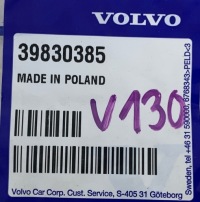 VOLVO
39830385
MADE IN POLAND
V130
Volvo Car Corp. Cust. Service, S-405 31 Göteborg
Sweden, tel +46 31 590000, 6768343>PELD<3